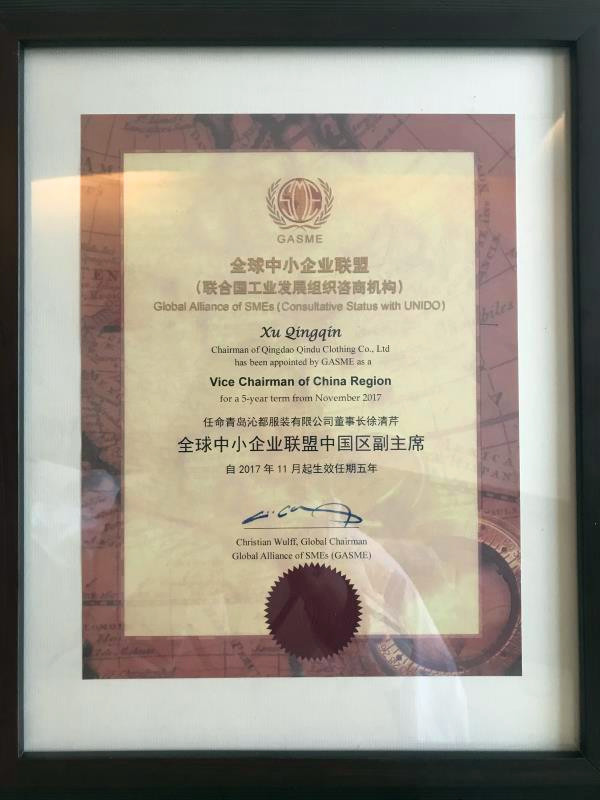 SME
GASME
全球中小企业联盟
(联合国工业发展组织咨商机构)
Global Alliance of SMEs (Consultative Status with UNIDO)
Xu Qingqin
Chairman of Qingdao Qindu Clothing Co., Ltd
has been appointed by GASME as a
Vice Chairman of China Region
for a 5-year term from November 2017
任命青岛沁都服装有限公司董事长徐清芹
全球中小企业联盟中国区副主席
自 2017 年 11 月起生效任期五年
Christian Wulff, Global Chairman
Global Alliance of SMEs (GASME)